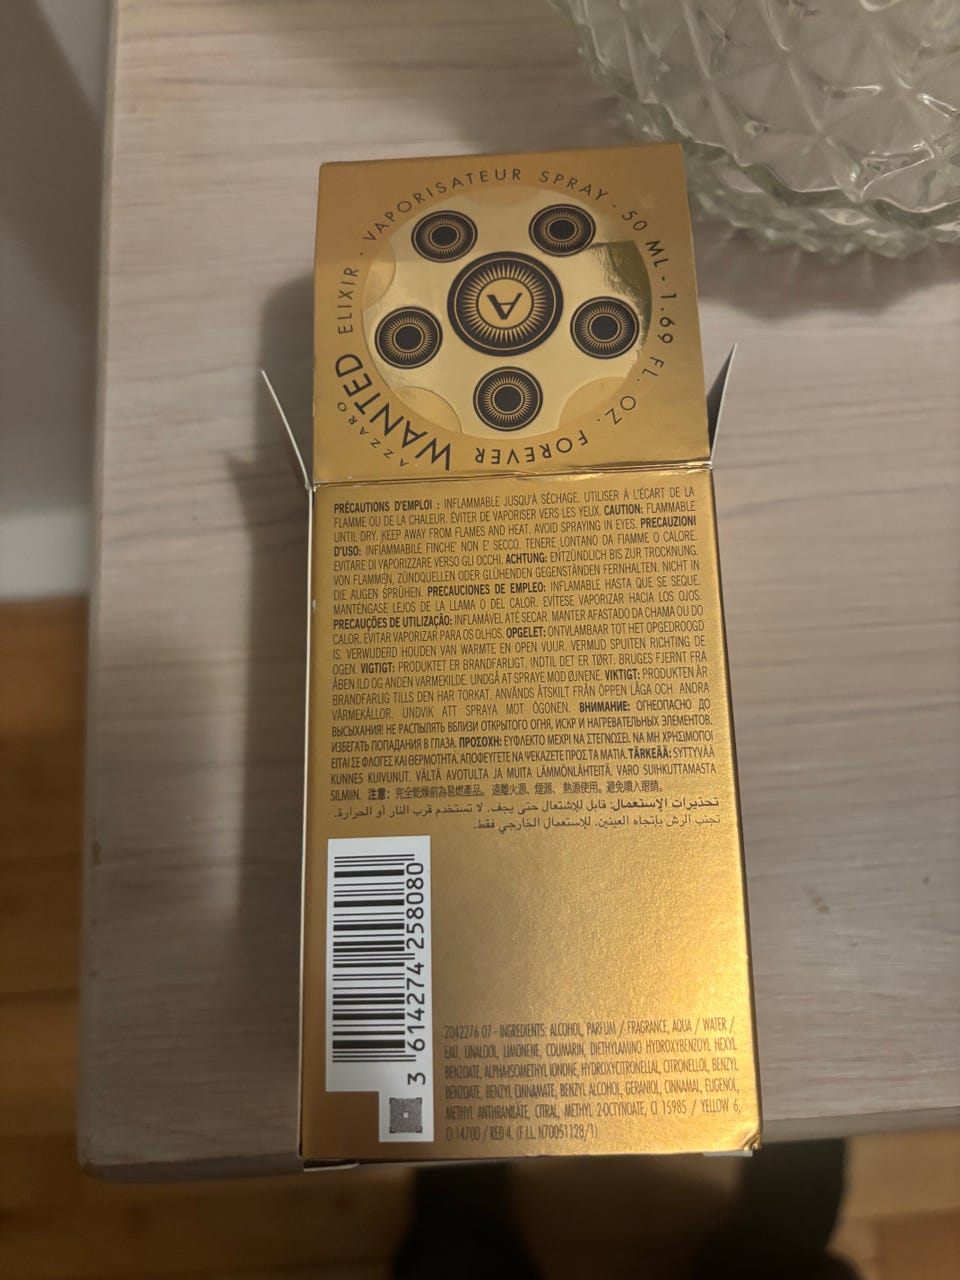 AZZARO
WANTED ELIXIR - VAPORISATEUR SPRAY - 50 ML - 1.69 FL. OZ. FOREVER
A
PRÉCAUTIONS D'EMPLOI : INFLAMMABLE JUSQU'À SÉCHAGE. UTILISER À L'ÉCART DE LA
FLAMME OU DE LA CHALEUR. ÉVITER DE VAPORISER VERS LES YEUX. CAUTION: FLAMMABLE
UNTIL DRY. KEEP AWAY FROM FLAMES AND HEAT. AVOID SPRAYING IN EYES. PRECAUZIONI
D'USO: INFIAMMABILE FINCHE' NON E' SECCO. TENERE LONTANO DA FIAMME O CALORE.
EVITARE DI VAPORIZZARE VERSO GLI OCCHI. ACHTUNG: ENTZÜNDLICH BIS ZUR TROCKNUNG.
VON FLAMMEN, ZÜNDQUELLEN ODER GLÜHENDEN GEGENSTÄNDEN FERNHALTEN. NICHT IN
DIE AUGEN SPRÜHEN. PRECAUCIONES DE EMPLEO: INFLAMABLE HASTA QUE SE SEQUE.
MANTÉNGASE LEJOS DE LA LLAMA O DEL CALOR. EVÍTESE VAPORIZAR HACIA LOS OJOS.
PRECAUÇÕES DE UTILIZAÇÃO: INFLAMÁVEL ATÉ SECAR. MANTER AFASTADO DA CHAMA OU DO
CALOR. EVITAR VAPORIZAR PARA OS OLHOS. OPGELET: ONTVLAMBAAR TOT HET OPGEDROOGD
IS. VERWIJDERD HOUDEN VAN WARMTE EN OPEN VUUR. VERMIJD SPUITEN RICHTING DE
OGEN. VIGTIGT: PRODUKTET ER BRANDFARLIGT, INDTIL DET ER TØRT. BRUGES FJERNT FRA
ÅBEN ILD OG ANDEN VARMEKILDE. UNDGÅ AT SPRAYE MOD ØJNENE. VIKTIGT: PRODUKTEN ÄR
BRANDFARLIG TILLS DEN HAR TORKAT. ANVÄNDS ÅTSKILT FRÅN ÖPPEN LÅGA OCH ANDRA
VÄRMEKÄLLOR. UNDVIK ATT SPRAYA MOT ÖGONEN. ВНИМАНИЕ: ОГНЕОПАСНО ДО
ВЫСЫХАНИЯ! НЕ РАСПЫЛЯТЬ ВБЛИЗИ ОТКРЫТОГО ОГНЯ, ИСКР И НАГРЕВАТЕЛЬНЫХ ЭЛЕМЕНТОВ.
ИЗБЕГАТЬ ПОПАДАНИЯ В ГЛАЗА. ΠΡΟΣΟΧΗ: ΕΥΦΛΕΚΤΟ ΜΕΧΡΙ ΝΑ ΣΤΕΓΝΩΣΕΙ. ΝΑ ΜΗ ΧΡΗΣΙΜΟΠΟΙ
ΕΙΤΑΙ ΣΕ ΦΛΟΓΕΣ ΚΑΙ ΘΕΡΜΟΤΗΤΑ. ΑΠΟΦΕΥΓΕΤΕ ΝΑ ΨΕΚΑΖΕΤΕ ΠΡΟΣ ΤΑ ΜΑΤΙΑ. TÄRKEÄÄ: SYTTYVÄÄ
KUNNES KUIVUNUT. VÄLTÄ AVOTULTA JA MUITA LÄMMÖNLÄHTEITÄ. VARO SUIHKUTTAMASTA
SILMIIN. 注意: 完全乾燥前為易燃產品。 遠離火源、煙源、 熱源使用。避免噴入眼睛。
تحذيرات الإستعمال: قابل للإشتعال حتى يجف. لا تستخدم قرب النار أو الحرارة.
تجنب الرش بإتجاه العينين. للإستعمال الخارجي فقط.
3 614274 258080
2042276 07 - INGREDIENTS: ALCOHOL, PARFUM / FRAGRANCE, AQUA / WATER /
EAU, LINALOOL, LIMONENE, COUMARIN, DIETHYLAMINO HYDROXYBENZOYL HEXYL
BENZOATE, ALPHA-ISOMETHYL IONONE, HYDROXYCITRONELLAL, CITRONELLOL, BENZYL
BENZOATE, BENZYL CINNAMATE, BENZYL ALCOHOL, GERANIOL, CINNAMAL, EUGENOL,
METHYL ANTHRANILATE, CITRAL, METHYL 2-OCTYNOATE, CI 15985 / YELLOW 6,
CI 14700 / RED 4. (F.I.L. N70051128/1)